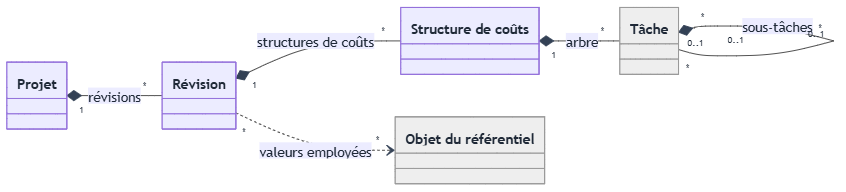 Projet
1
révisions
*
Révision
1
structures de coûts
*
Structure de coûts
1
arbre
*
Tâche
*
0..1
0..1
sous-tâches
*
0..1
*
*
valeurs employées
*
Objet du référentiel